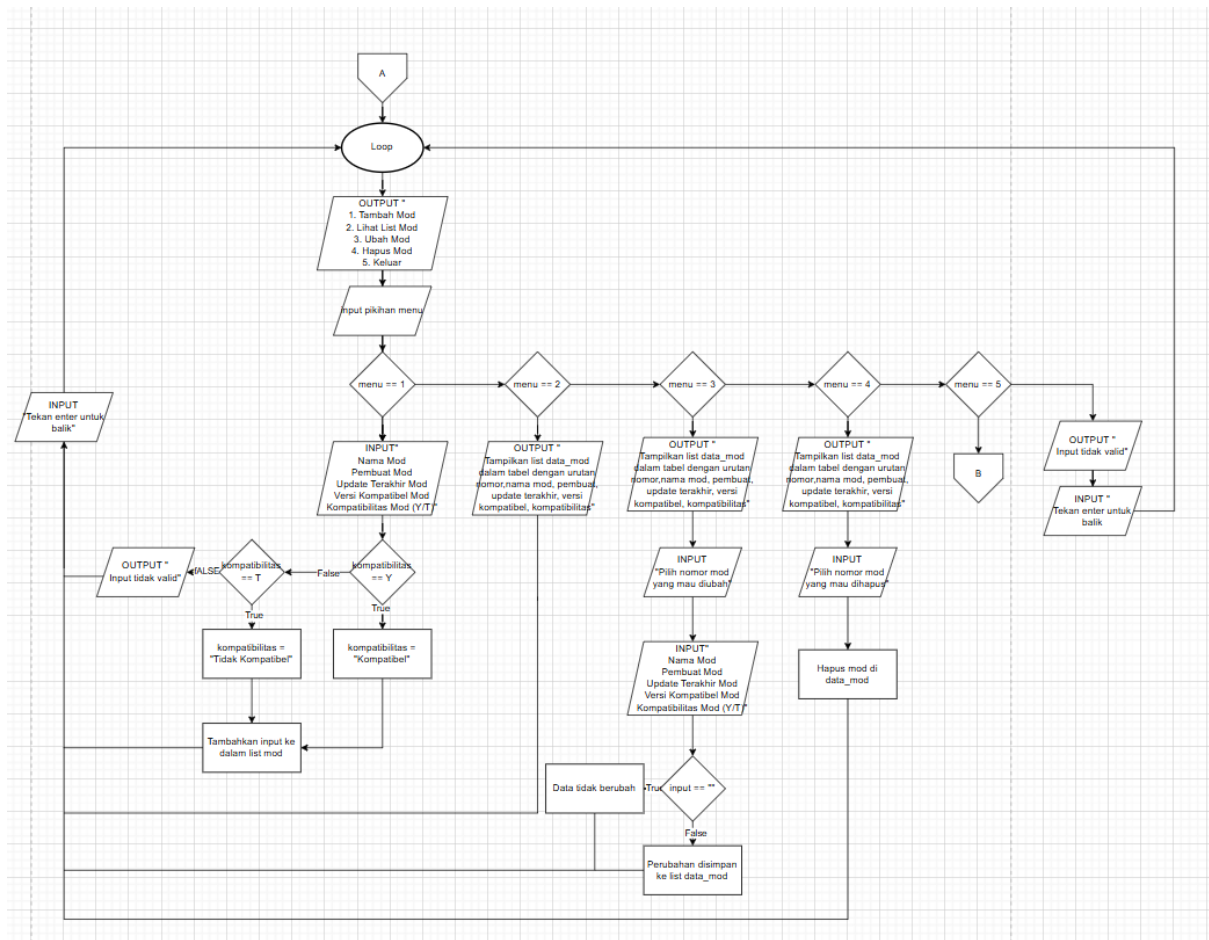 A
Loop
OUTPUT "
1. Tambah Mod
2. Lihat List Mod
3. Ubah Mod
4. Hapus Mod
5. Keluar
Input pikihan menu
menu == 1
menu == 2
menu == 3
menu == 4
menu == 5
INPUT
"Tekan enter untuk
balik"
INPUT"
Nama Mod
Pembuat Mod
Update Terakhir Mod
Versi Kompatibel Mod
Kompatibilitas Mod (Y/T)"
OUTPUT "
Tampilkan list data_mod
dalam tabel dengan urutan
nomor,nama mod, pembuat,
update terakhir, versi
kompatibel, kompatibilitas"
OUTPUT "
Tampilkan list data_mod
dalam tabel dengan urutan
nomor,nama mod, pembuat,
update terakhir, versi
kompatibel, kompatibilitas"
OUTPUT "
Tampilkan list data_mod
dalam tabel dengan urutan
nomor,nama mod, pembuat,
update terakhir, versi
kompatibel, kompatibilitas"
B
OUTPUT "
Input tidak valid"
INPUT "
Tekan enter untuk
balik
OUTPUT "
Input tidak valid"
fALSE
kompatibilitas
== T
False
kompatibilitas
== Y
True
True
kompatibilitas =
"Tidak Kompatibel"
kompatibilitas =
"Kompatibel"
Tambahkan input ke
dalam list mod
INPUT
"Pilih nomor mod
yang mau diubah"
INPUT
"Pilih nomor mod
yang mau dihapus"
INPUT"
Nama Mod
Pembuat Mod
Update Terakhir Mod
Versi Kompatibel Mod
Kompatibilitas Mod (Y/T)"
Hapus mod di
data_mod
Data tidak berubah
True
input == ""
False
Perubahan disimpan
ke list data_mod